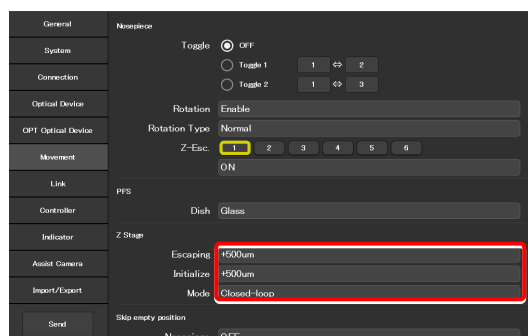 General
System
Connection
Optical Device
OPT Optical Device
Movement
Link
Controller
Indicator
Assist Camera
Import/Export
Send
Nosepiece
Toggle OFF
Toggle 1 1 ⇔ 2
Toggle 2 1 ⇔ 3
Rotation Enable
Rotation Type Normal
Z-Esc. 1 2 3 4 5 6
ON
PFS
Dish Glass
Z Stage
Escaping +500um
Initialize +500um
Mode Closed-loop
Skip empty position
Nosepiece OFF